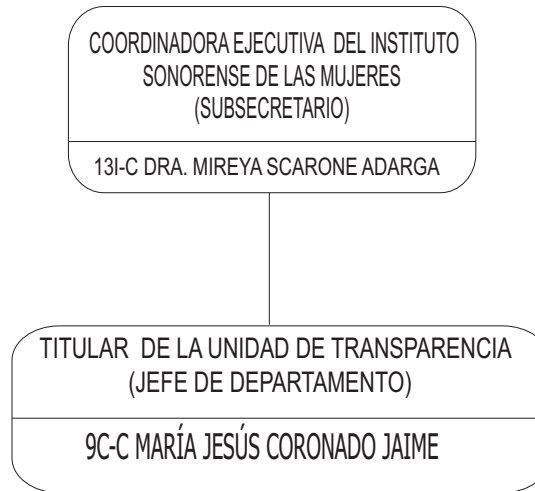 COORDINADORA EJECUTIVA DEL INSTITUTO
SONORENSE DE LAS MUJERES
(SUBSECRETARIO)
13I-C DRA. MIREYA SCARONE ADARGA
TITULAR DE LA UNIDAD DE TRANSPARENCIA
(JEFE DE DEPARTAMENTO)
9C-C MARÍA JESÚS CORONADO JAIME